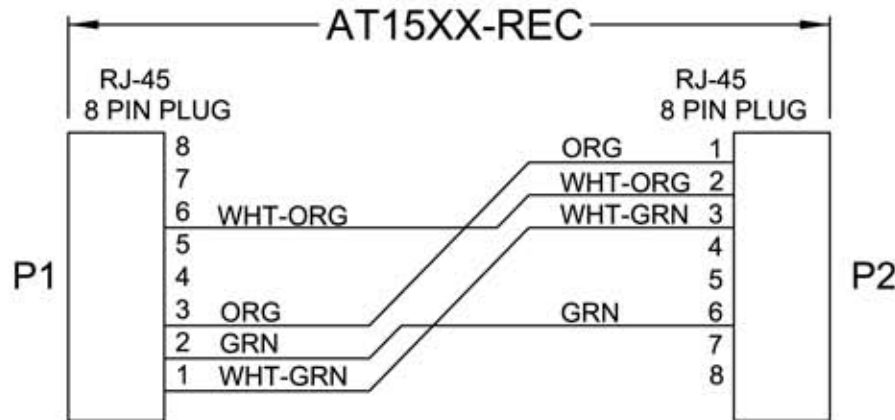 AT15XX-REC
RJ-45
8 PIN PLUG
RJ-45
8 PIN PLUG
P1
8
7
6 WHT-ORG
5
4
3 ORG
2 GRN
1 WHT-GRN
ORG 1
WHT-ORG 2
WHT-GRN 3
4
5
GRN 6
7
8
P2